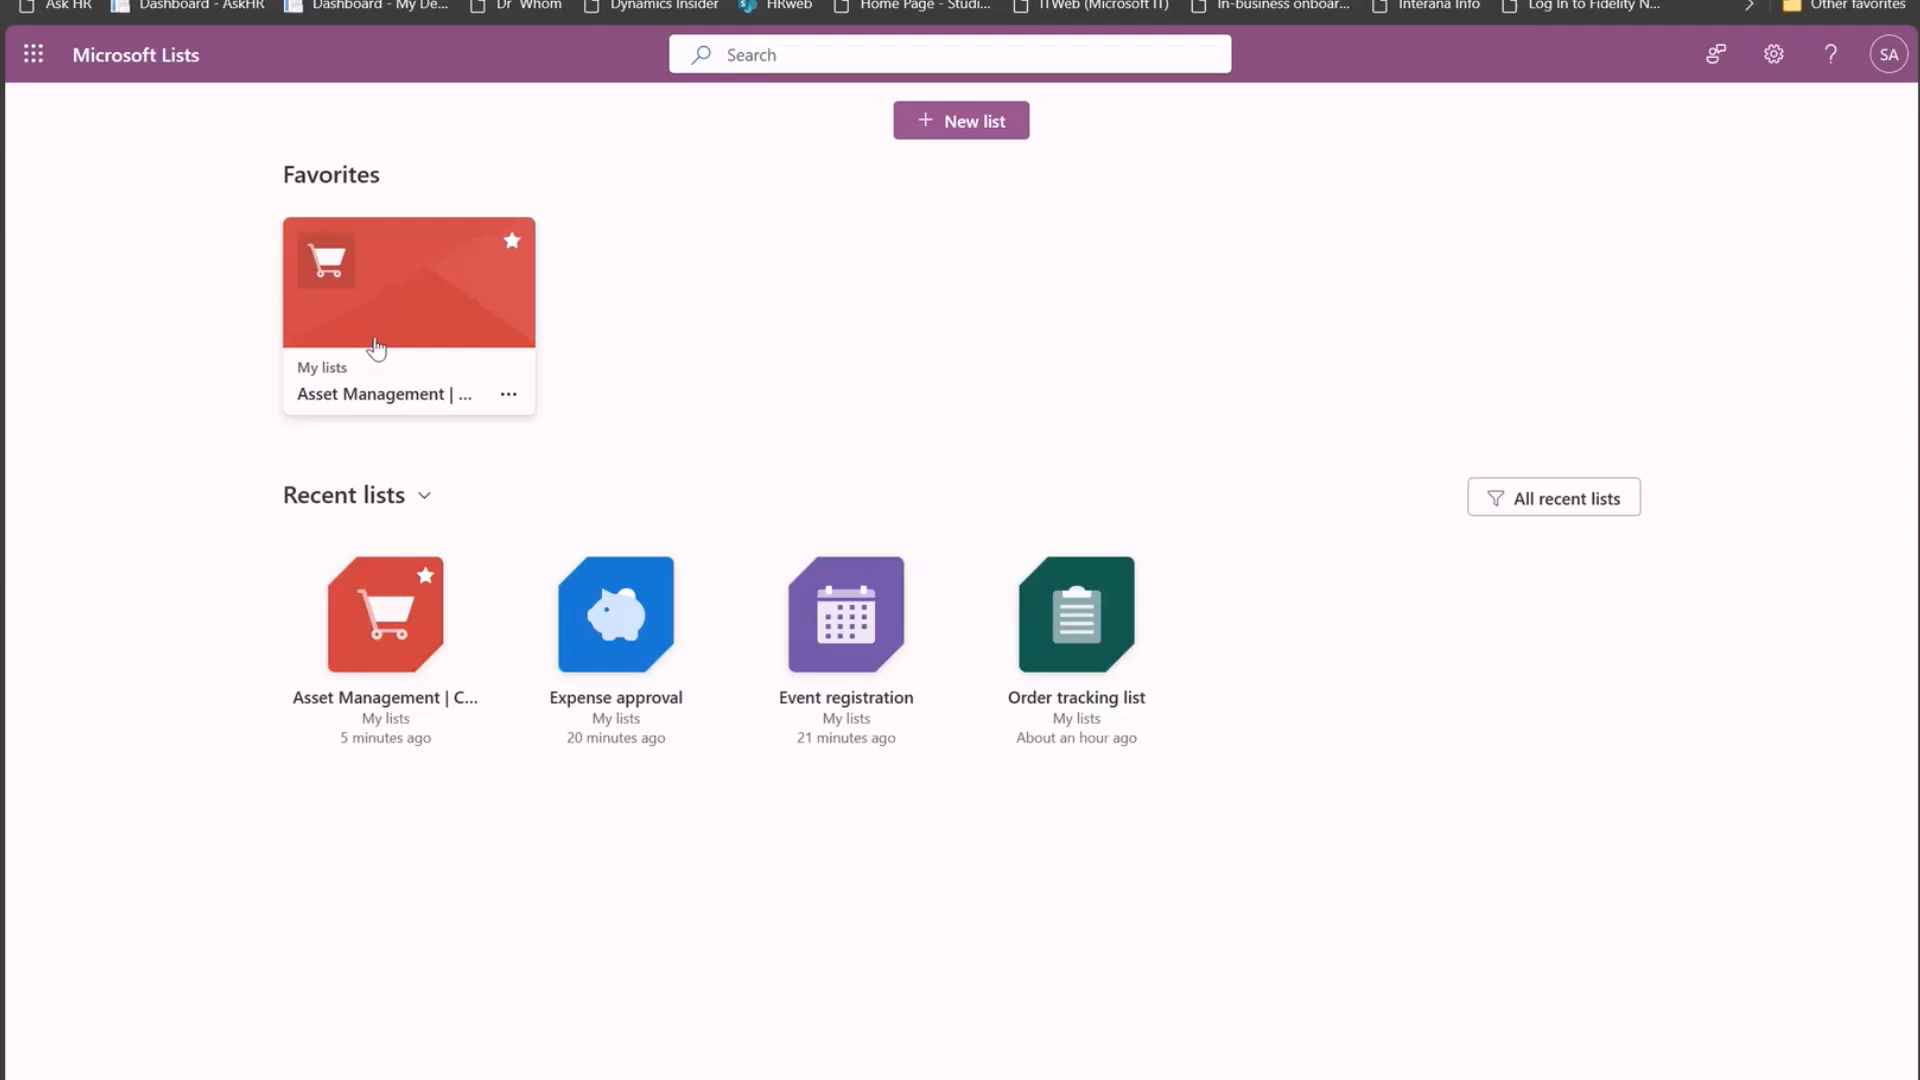 Ask HR Dashboard - AskHR Dashboard - My De... Dr Whom Dynamics Insider HRweb Home Page - Studi... ITWeb (Microsoft IT) In-business onboar... Interana Info Log In to Fidelity N... Other favorites
Microsoft Lists Search SA
+ New list
Favorites
My lists
Asset Management | ... ...
Recent lists All recent lists
Asset Management | C... Expense approval Event registration Order tracking list
My lists My lists My lists My lists
5 minutes ago 20 minutes ago 21 minutes ago About an hour ago